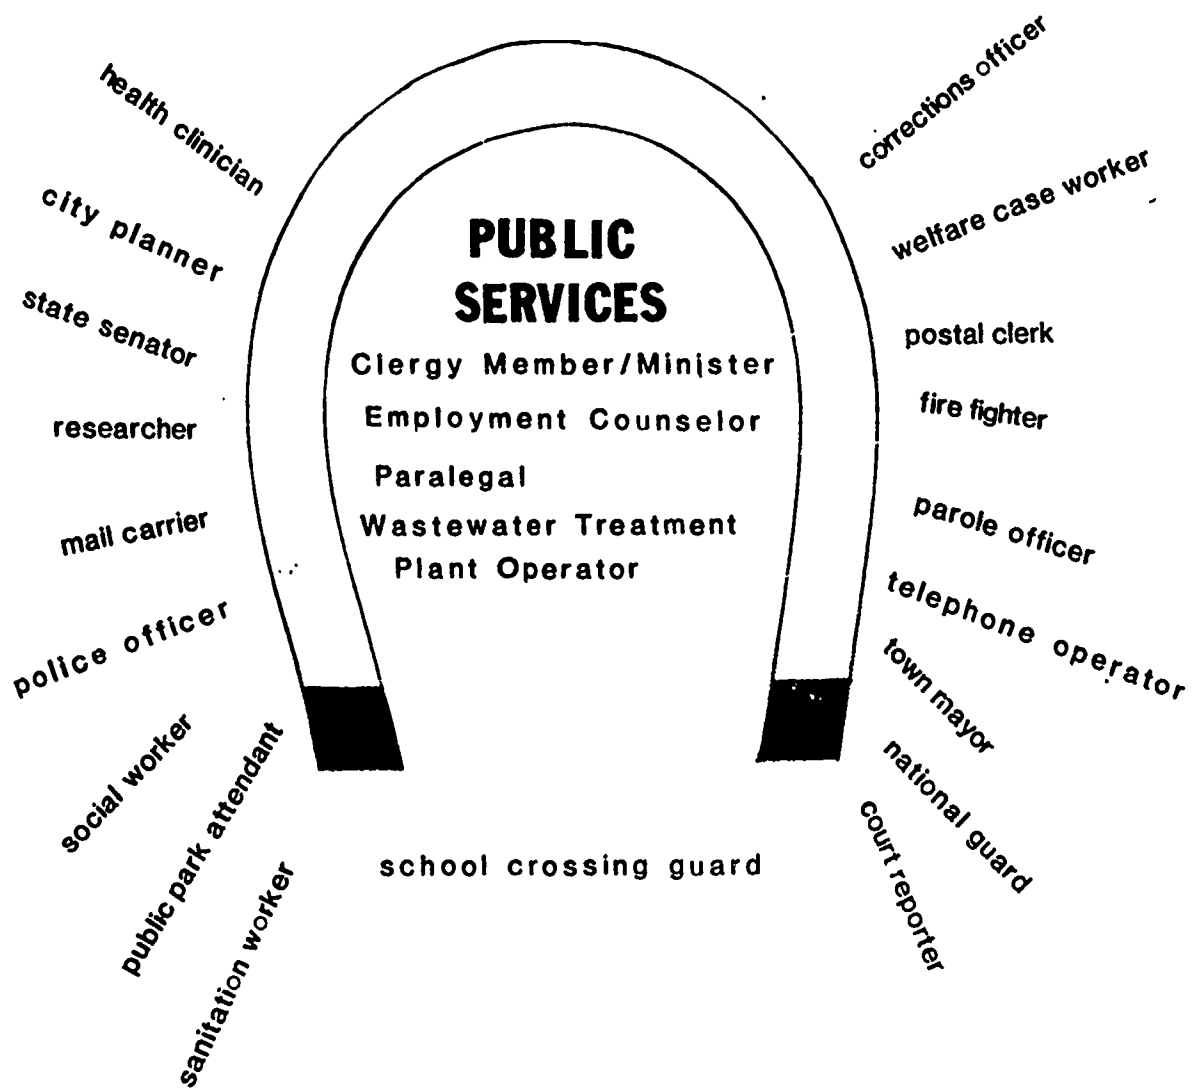 PUBLIC
SERVICES
Clergy Member/Minister
Employment Counselor
Paralegal
Wastewater Treatment
Plant Operator
health clinician
city planner
state senator
researcher
mail carrier
police officer
social worker
public park attendant
sanitation worker
school crossing guard
corrections officer
welfare case worker
postal clerk
fire fighter
parole officer
telephone operator
town mayor
national guard
court reporter